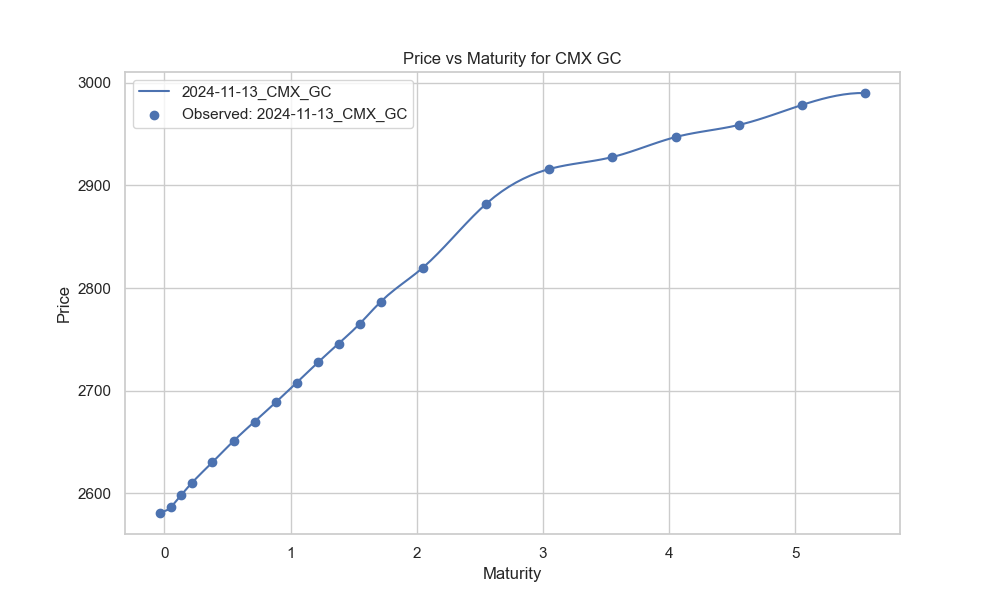 Price vs Maturity for CMX GC
2024-11-13_CMX_GC
Observed: 2024-11-13_CMX_GC
3000
2900
2800
2700
2600
Price
0 1 2 3 4 5
Maturity